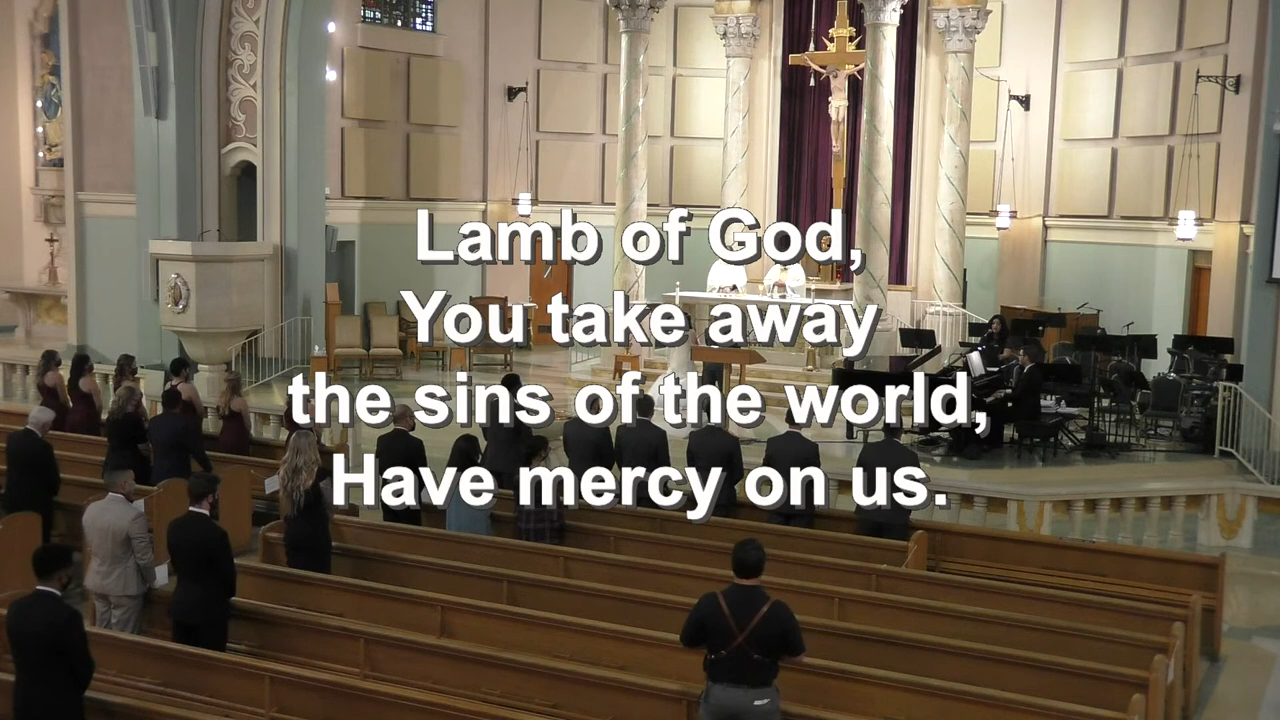 Lamb of God,
You take away
the sins of the world,
Have mercy on us.